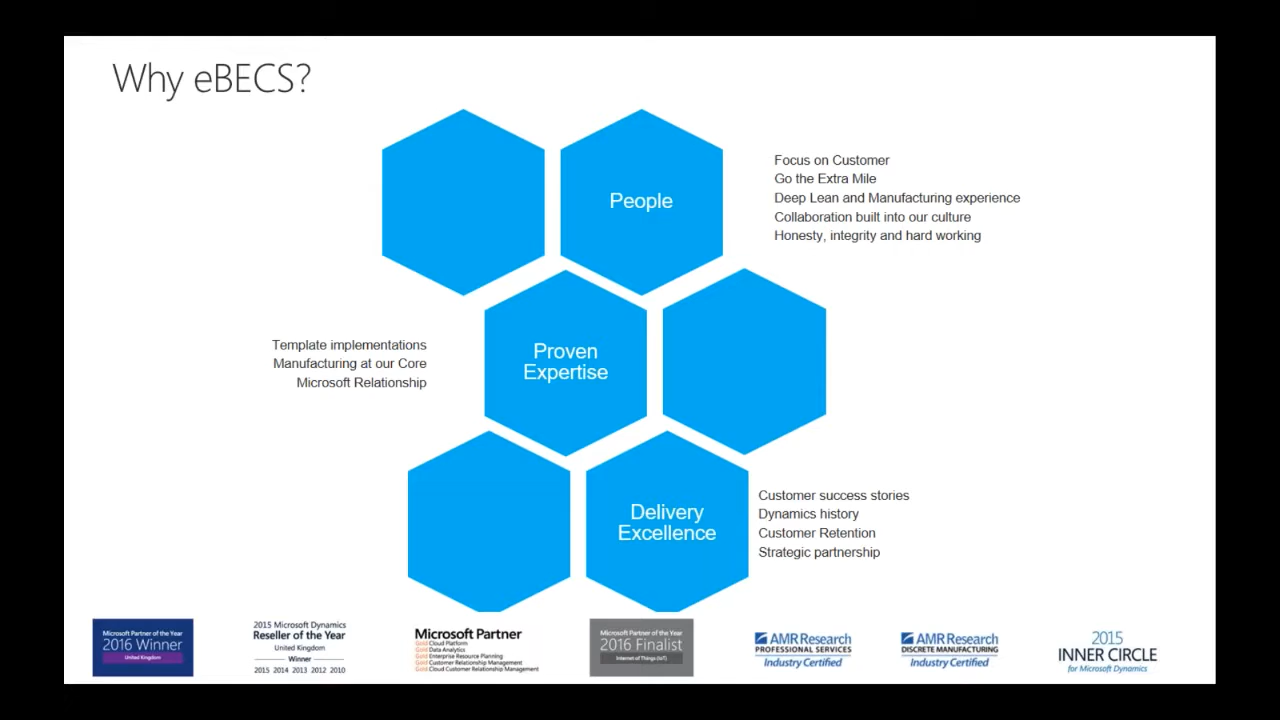 Why eBECS?
People
Focus on Customer
Go the Extra Mile
Deep Lean and Manufacturing experience
Collaboration built into our culture
Honesty, integrity and hard working
Template implementations
Manufacturing at our Core
Microsoft Relationship
Proven
Expertise
Delivery
Excellence
Customer success stories
Dynamics history
Customer Retention
Strategic partnership
Microsoft Partner of the Year
2016 Winner
United Kingdom
2015 Microsoft Dynamics
Reseller of the Year
United Kingdom
Winner
2015 2014 2013 2012 2010
Microsoft Partner
Gold Cloud Platform
Gold Data Analytics
Gold Enterprise Resource Planning
Gold Customer Relationship Management
Gold Cloud Customer Relationship Management
Microsoft Partner of the Year
2016 Finalist
Internet of Things (IoT)
AMR Research
PROFESSIONAL SERVICES
Industry Certified
AMR Research
DISCRETE MANUFACTURING
Industry Certified
2015
INNER CIRCLE
for Microsoft Dynamics